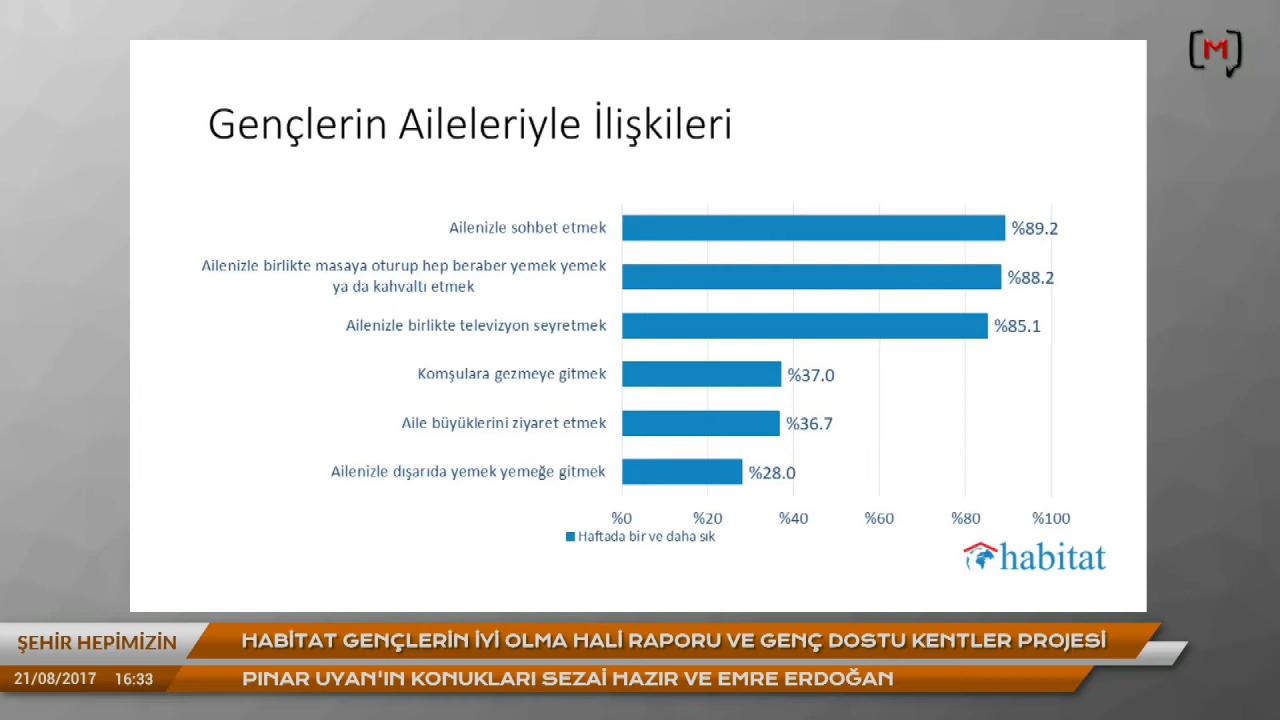 M
Gençlerin Aileleriyle İlişkileri
Ailenizle sohbet etmek %89.2
Ailenizle birlikte masaya oturup hep beraber yemek yemek
ya da kahvaltı etmek %88.2
Ailenizle birlikte televizyon seyretmek %85.1
Komşulara gezmeye gitmek %37.0
Aile büyüklerini ziyaret etmek %36.7
Ailenizle dışarıda yemek yemeğe gitmek %28.0
%0 %20 %40 %60 %80 %100
Haftada bir ve daha sık
habitat
ŞEHİR HEPİMİZİN
HABİTAT GENÇLERİN İYİ OLMA HALİ RAPORU VE GENÇ DOSTU KENTLER PROJESİ
21/08/2017 16:33
PINAR UYAN'IN KONUKLARI SEZAİ HAZIR VE EMRE ERDOĞAN